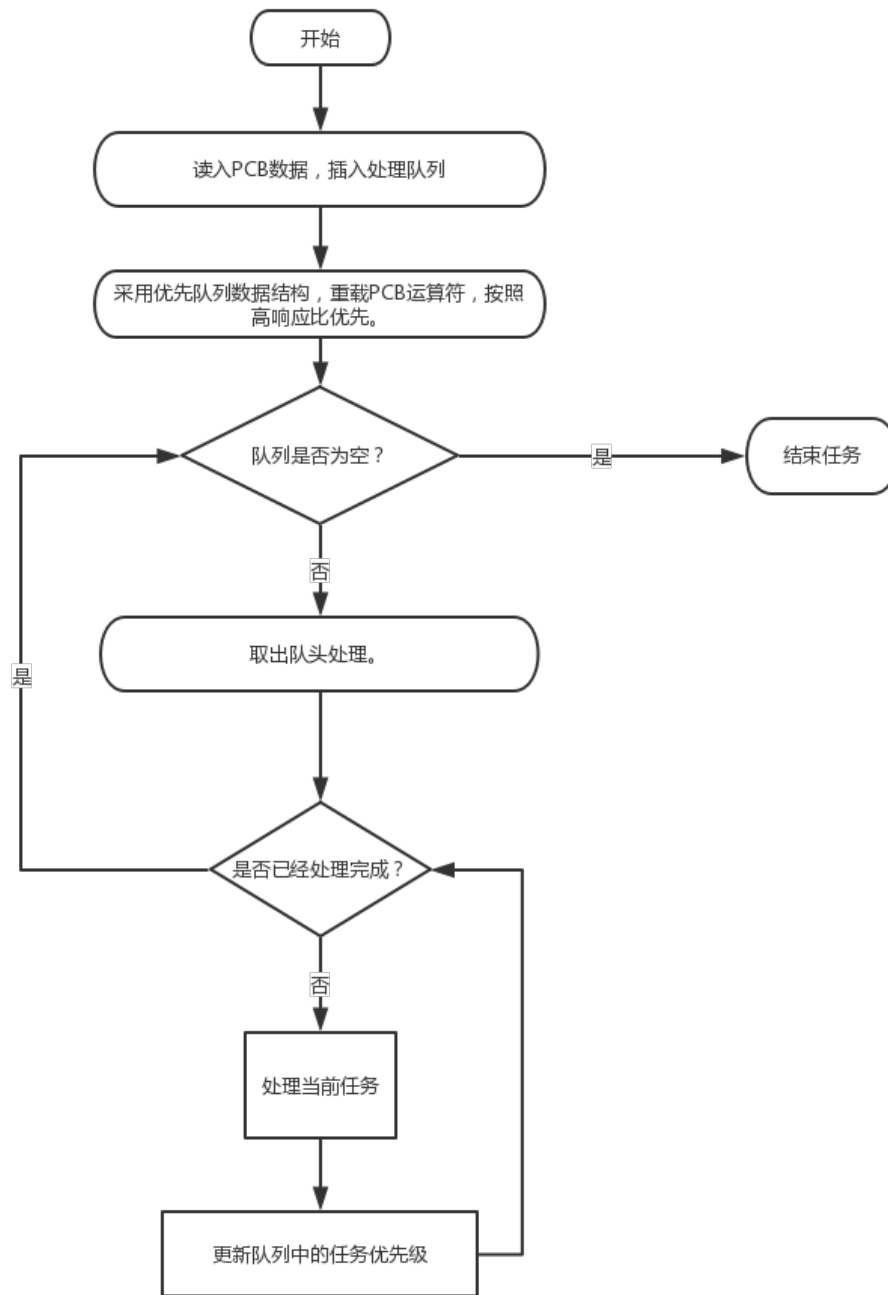 开始
读入PCB数据，插入处理队列
采用优先队列数据结构，重载PCB运算符，按照
高响应比优先。
队列是否为空？
是
结束任务
否
取出队头处理。
是
是否已经处理完成？
否
处理当前任务
更新队列中的任务优先级